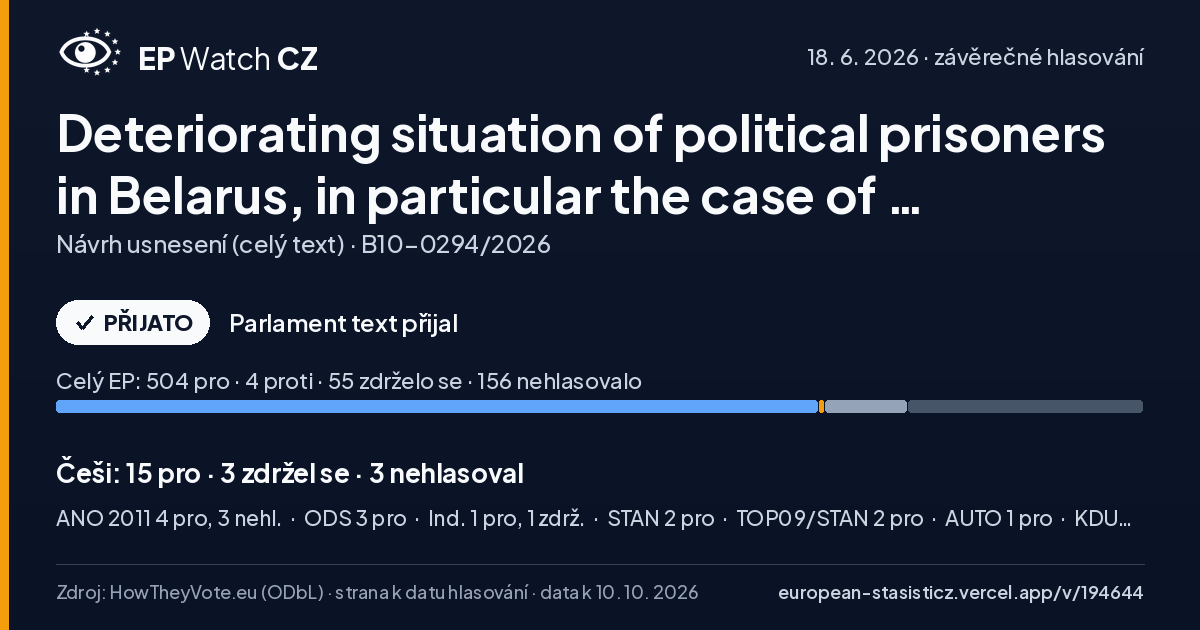 EP Watch CZ
18. 6. 2026 · závěrečné hlasování
Deteriorating situation of political prisoners
in Belarus, in particular the case of …
Návrh usnesení (celý text) · B10–0294/2026
✓ PŘIJATO
Parlament text přijal
Celý EP: 504 pro · 4 proti · 55 zdrželo se · 156 nehlasovalo
Češi: 15 pro · 3 zdržel se · 3 nehlasoval
ANO 2011 4 pro, 3 nehl. · ODS 3 pro · Ind. 1 pro, 1 zdrž. · STAN 2 pro · TOP09/STAN 2 pro · AUTO 1 pro · KDU…
Zdroj: HowTheyVote.eu (ODbL) · strana k datu hlasování · data k 10. 10. 2026
european-stasisticz.vercel.app/v/194644